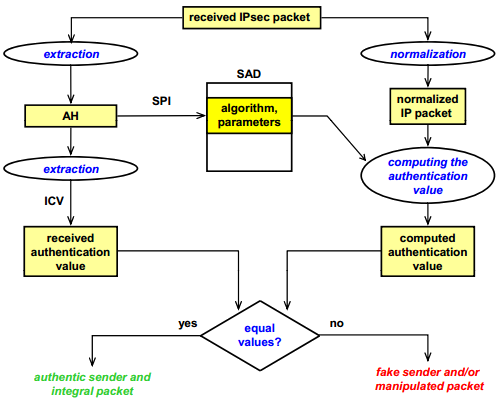 received IPsec packet
extraction
normalization
SAD
SPI
AH
algorithm,
parameters
normalized
IP packet
extraction
computing the
authentication
value
ICV
received
authentication
value
computed
authentication
value
yes
equal
values?
no
authentic sender and
integral packet
fake sender and/or
manipulated packet